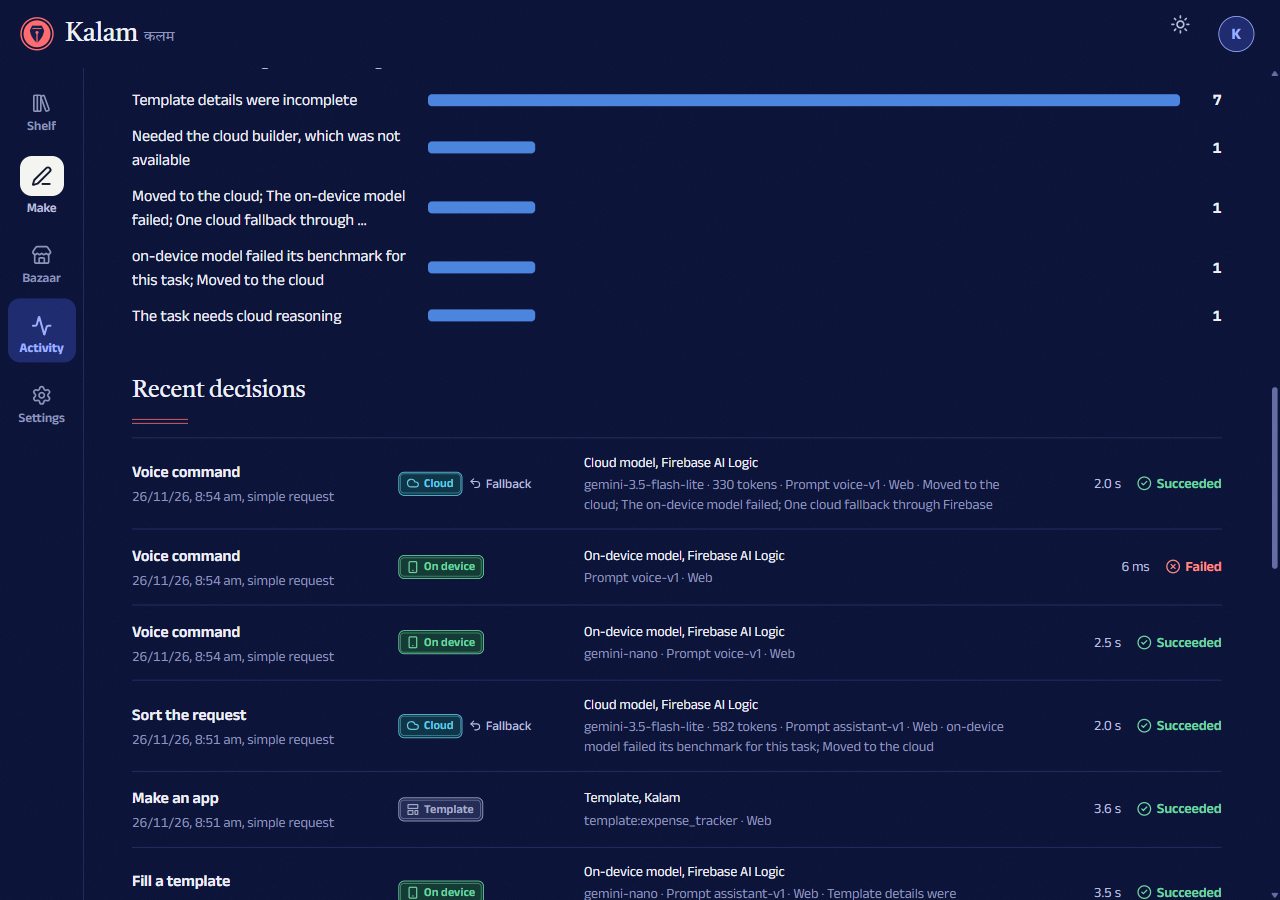 Kalam कलम
K
Shelf
Make
Bazaar
Activity
Settings
Template details were incomplete
7
Needed the cloud builder, which was not
available
1
Moved to the cloud; The on-device model
failed; One cloud fallback through ...
1
on-device model failed its benchmark for
this task; Moved to the cloud
1
The task needs cloud reasoning
1
Recent decisions
Voice command
26/11/26, 8:54 am, simple request
Cloud
Fallback
Cloud model, Firebase AI Logic
gemini-3.5-flash-lite · 330 tokens · Prompt voice-v1 · Web · Moved to the
cloud; The on-device model failed; One cloud fallback through Firebase
2.0 s
Succeeded
Voice command
26/11/26, 8:54 am, simple request
On device
On-device model, Firebase AI Logic
Prompt voice-v1 · Web
6 ms
Failed
Voice command
26/11/26, 8:54 am, simple request
On device
On-device model, Firebase AI Logic
gemini-nano · Prompt voice-v1 · Web
2.5 s
Succeeded
Sort the request
26/11/26, 8:51 am, simple request
Cloud
Fallback
Cloud model, Firebase AI Logic
gemini-3.5-flash-lite · 582 tokens · Prompt assistant-v1 · Web · on-device
model failed its benchmark for this task; Moved to the cloud
2.0 s
Succeeded
Make an app
26/11/26, 8:51 am, simple request
Template
Template, Kalam
template:expense_tracker · Web
3.6 s
Succeeded
Fill a template
On device
On-device model, Firebase AI Logic
gemini-nano · Prompt assistant-v1 · Web · Template details were
3.5 s
Succeeded